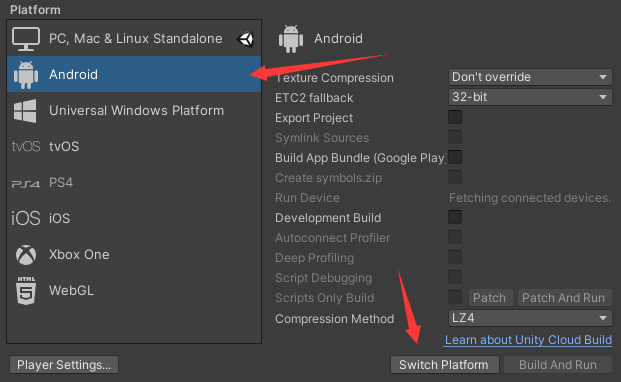 Platform
PC, Mac & Linux Standalone
Android
Universal Windows Platform
tvOS tvOS
PS4 PS4
iOS iOS
Xbox One
HTML 5 WebGL
Android
Texture Compression Don't override
ETC2 fallback 32-bit
Export Project
Symlink Sources
Build App Bundle (Google Play)
Create symbols.zip
Run Device Fetching connected devices.
Development Build
Autoconnect Profiler
Deep Profiling
Script Debugging
Scripts Only Build Patch Patch And Run
Compression Method LZ4
Learn about Unity Cloud Build
Player Settings... Switch Platform Build And Run